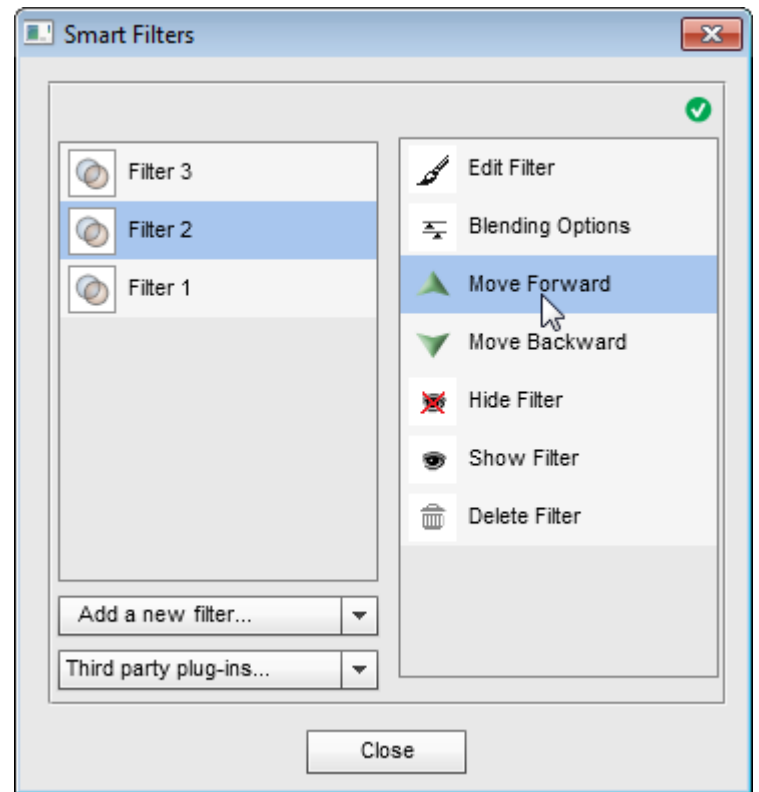 Smart Filters
Filter 3
Filter 2
Filter 1
Add a new filter...
Third party plug-ins...
Edit Filter
Blending Options
Move Forward
Move Backward
Hide Filter
Show Filter
Delete Filter
Close